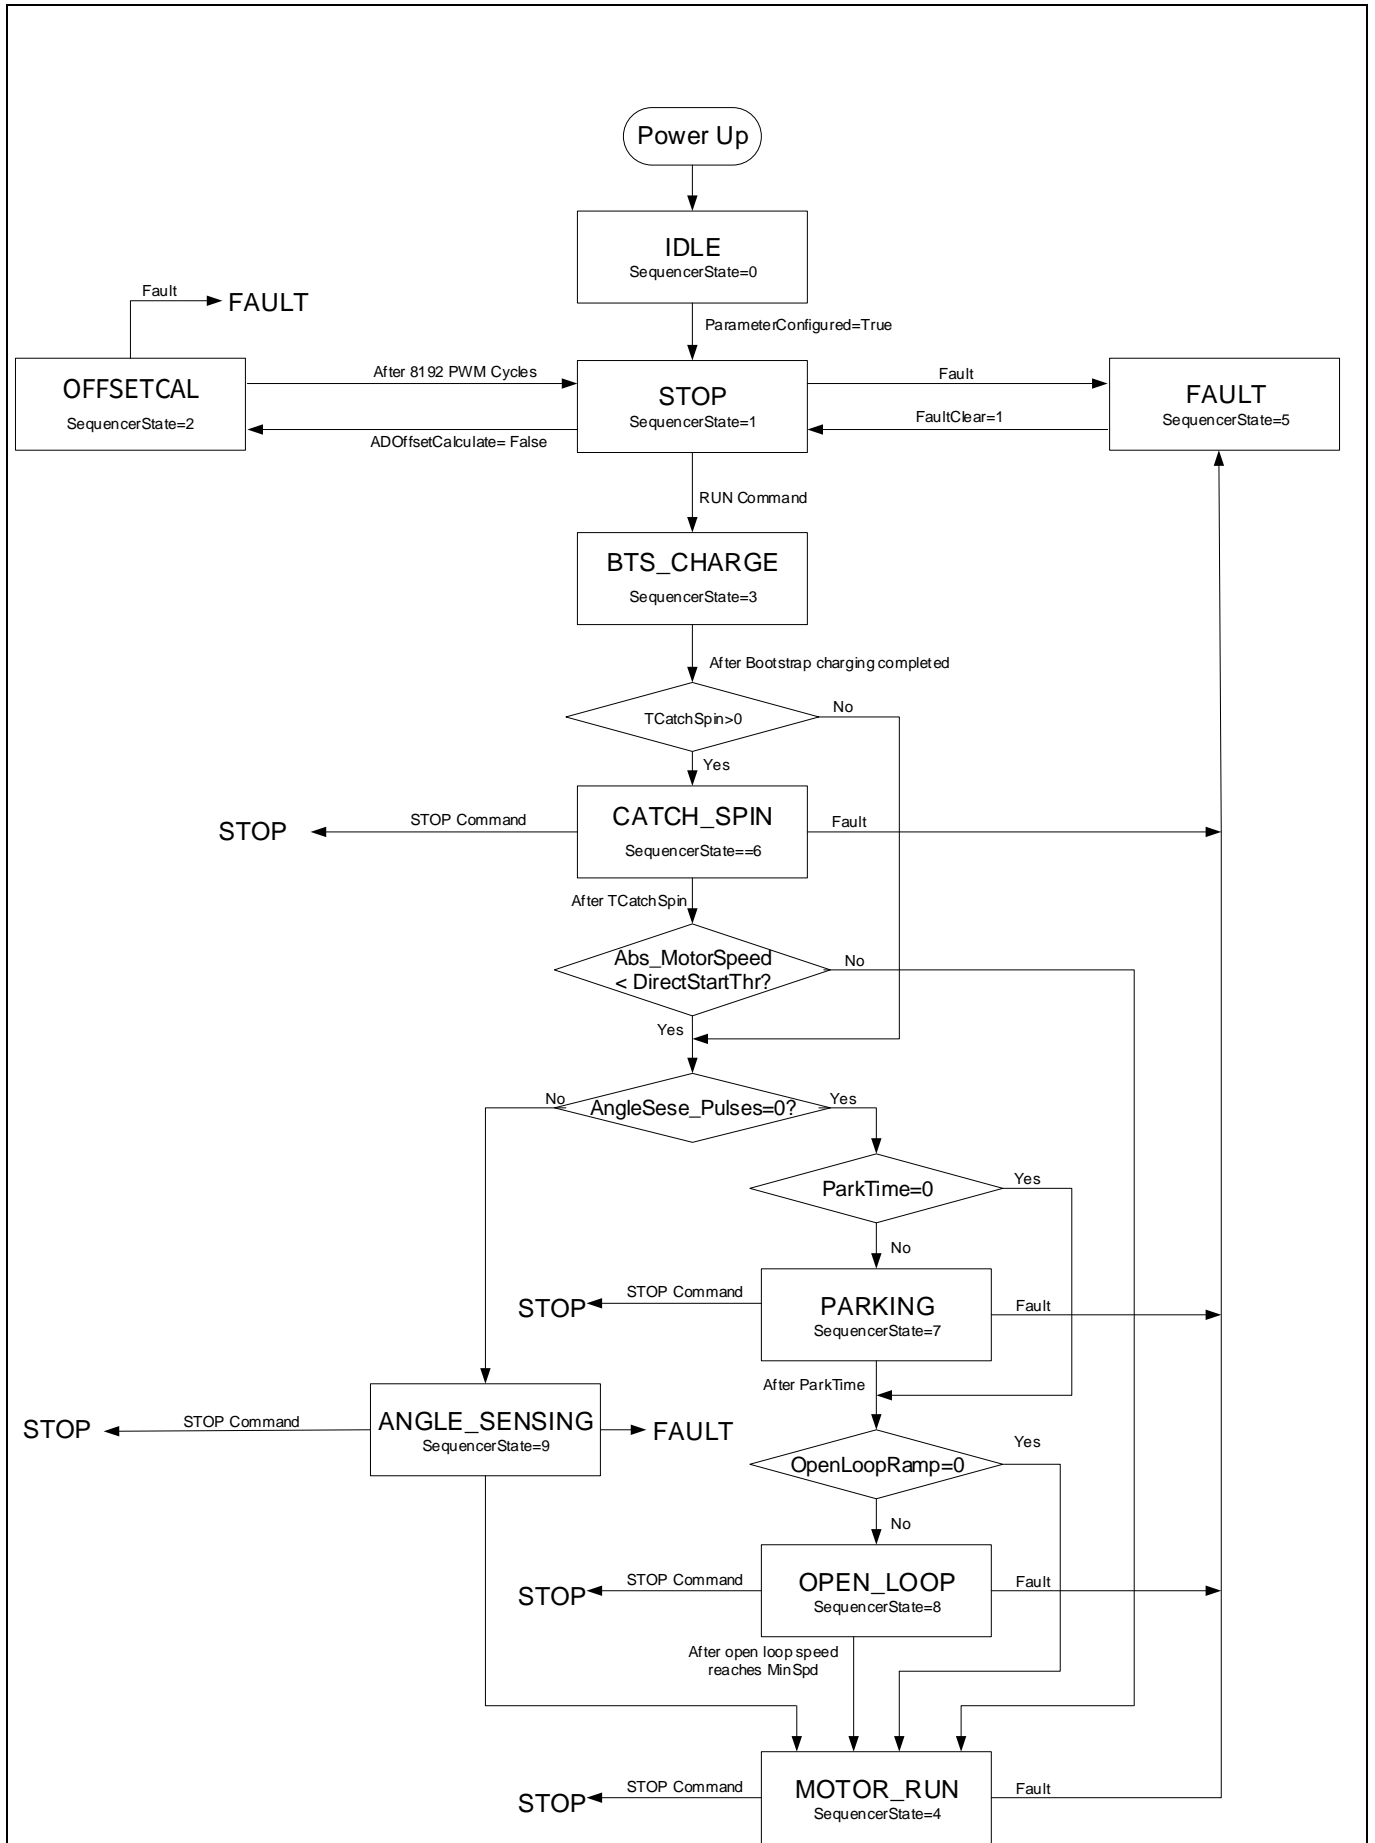 Power Up
IDLE
SequencerState=0
Fault
FAULT
ParameterConfigured=True
OFFSETCAL
SequencerState=2
After 8192 PWM Cycles
ADOffsetCalculate= False
STOP
SequencerState=1
Fault
FaultClear=1
FAULT
SequencerState=5
RUN Command
BTS_CHARGE
SequencerState=3
After Bootstrap charging completed
TCatchSpin>0
No
Yes
STOP
STOP Command
CATCH_SPIN
SequencerState==6
Fault
After TCatchSpin
Abs_MotorSpeed
< DirectStartThr?
No
Yes
No
AngleSese_Pulses=0?
Yes
ParkTime=0
Yes
No
STOP
STOP Command
PARKING
SequencerState=7
Fault
After ParkTime
STOP
STOP Command
ANGLE_SENSING
SequencerState=9
FAULT
OpenLoopRamp=0
Yes
No
STOP
STOP Command
OPEN_LOOP
SequencerState=8
Fault
After open loop speed
reaches MinSpd
STOP
STOP Command
MOTOR_RUN
SequencerState=4
Fault